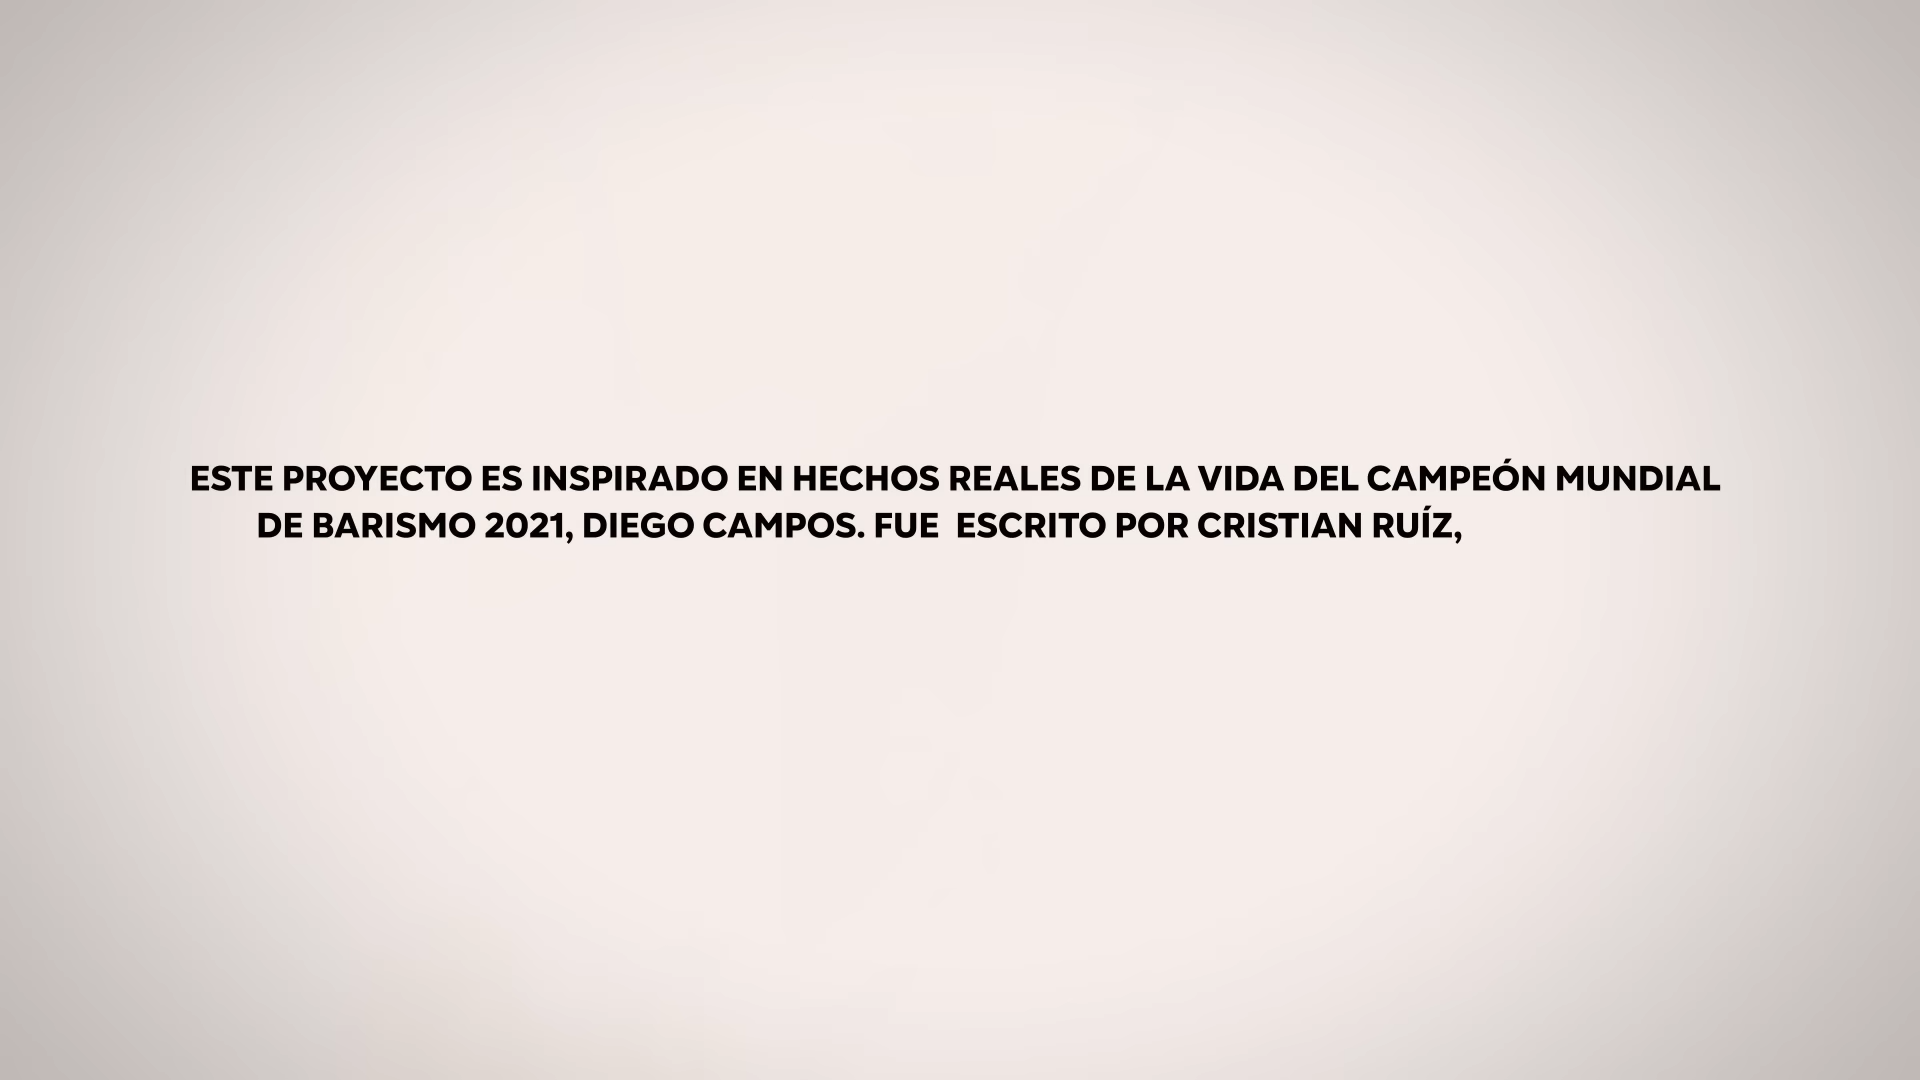 ESTE PROYECTO ES INSPIRADO EN HECHOS REALES DE LA VIDA DEL CAMPEÓN MUNDIAL
DE BARISMO 2021, DIEGO CAMPOS. FUE  ESCRITO POR CRISTIAN RUÍZ,